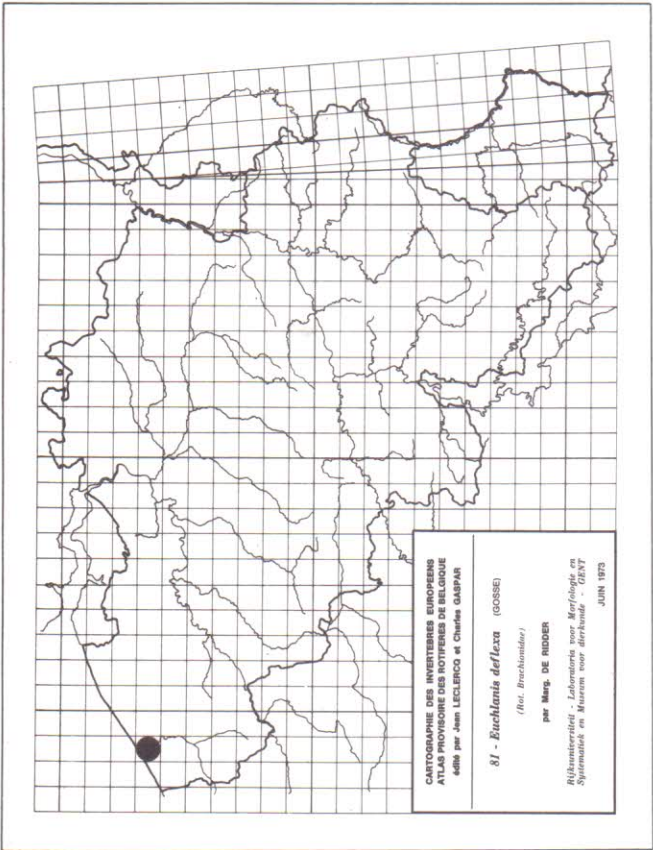 CARTOGRAPHIE DES INVERTEBRES EUROPEENS
ATLAS PROVISOIRE DES ROTIFERES DE BELGIQUE
édité par Jean LECLERCQ et Charles GASPAR
81 - Euchlanis deflexa (GOSSE)
(Rot. Brachionidae)
par Marg. DE RIDDER
Rijksuniversiteit - Laboratoria voor Morfologie en
Systematiek en Museum voor dierkunde - GENT
JUIN 1973